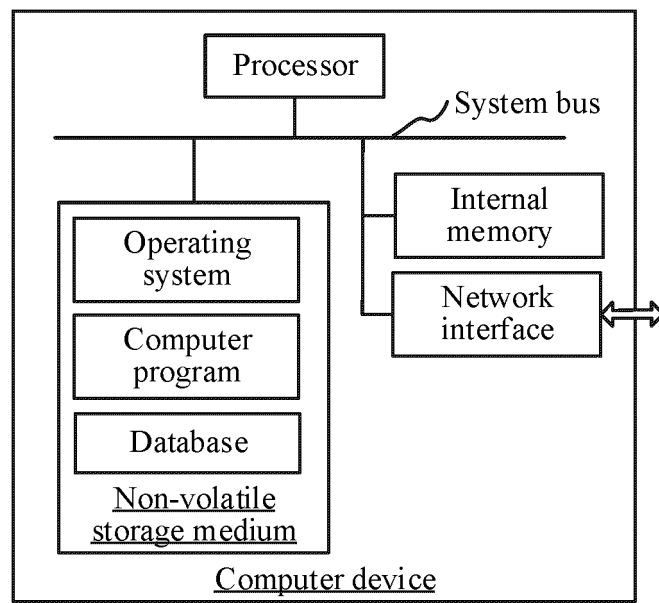 Processor
System bus
Internal
memory
Operating
system
Network
interface
Computer
program
Database
Non-volatile
storage medium
Computer device